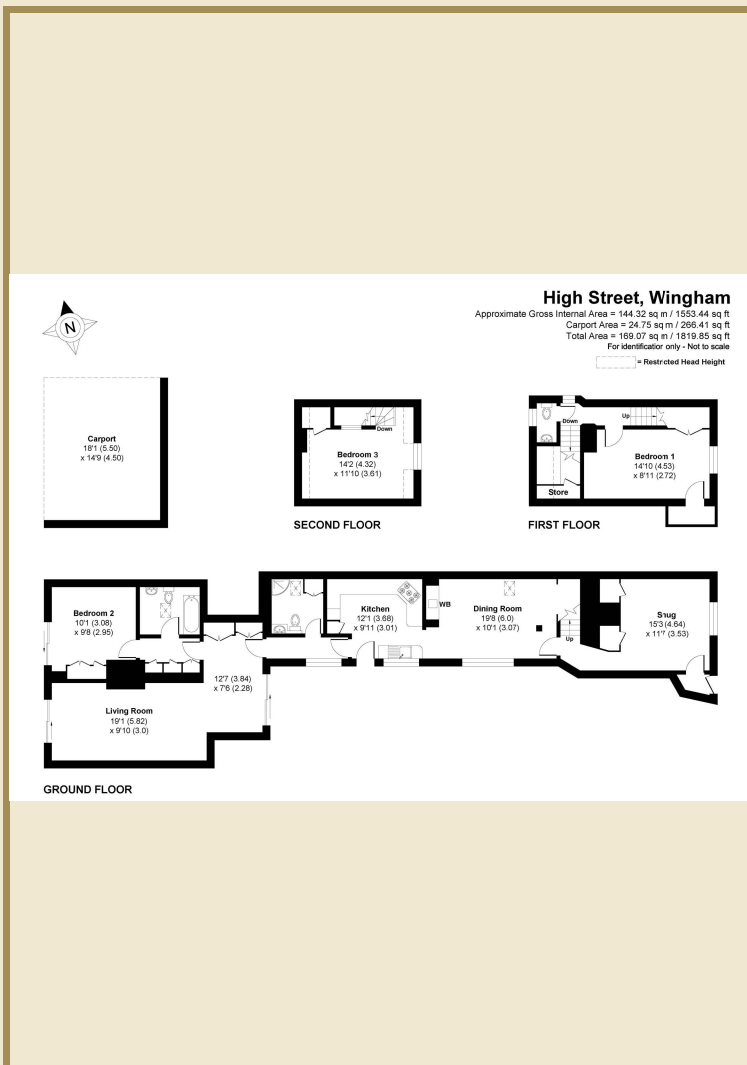 High Street, Wingham
Approximate Gross Internal Area = 144.32 sq m / 1553.44 sq ft
Carport Area = 24.75 sq m / 266.41 sq ft
Total Area = 169.07 sq m / 1819.85 sq ft
For identification only - Not to scale
= Restricted Head Height
N
Carport
18'1 (5.50)
x 14'9 (4.50)
Down
Bedroom 3
14'2 (4.32)
x 11'10 (3.61)
SECOND FLOOR
Down
Up
Bedroom 1
14'10 (4.53)
x 8'11 (2.72)
Store
FIRST FLOOR
Bedroom 2
10'1 (3.08)
x 9'8 (2.95)
Kitchen
12'1 (3.68)
x 9'11 (3.01)
WB
Dining Room
19'8 (6.0)
x 10'1 (3.07)
Up
Snug
15'3 (4.64)
x 11'7 (3.53)
12'7 (3.84)
x 7'6 (2.28)
Living Room
19'1 (5.82)
x 9'10 (3.0)
GROUND FLOOR